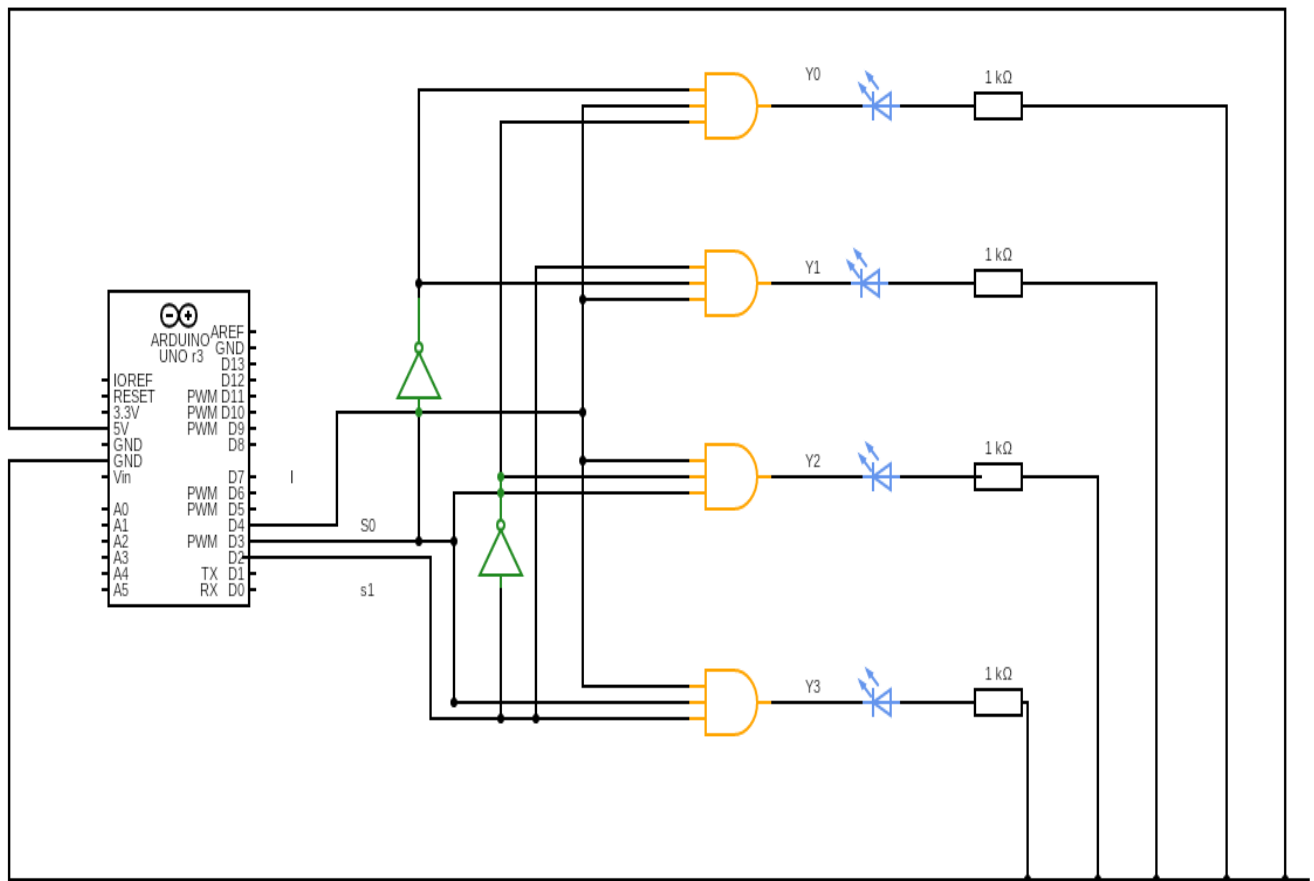 Y0
1 kΩ
Y1
1 kΩ
ARDUINO
UNO r3
AREF
GND
D13
IOREF D12
RESET PWM D11
3.3V PWM D10
5V PWM D9
GND D8
GND
Vin D7
PWM D6
A0 PWM D5
A1 D4
A2 PWM D3
A3 D2
A4 TX D1
A5 RX D0
I
S0
s1
Y2
1 kΩ
Y3
1 kΩ